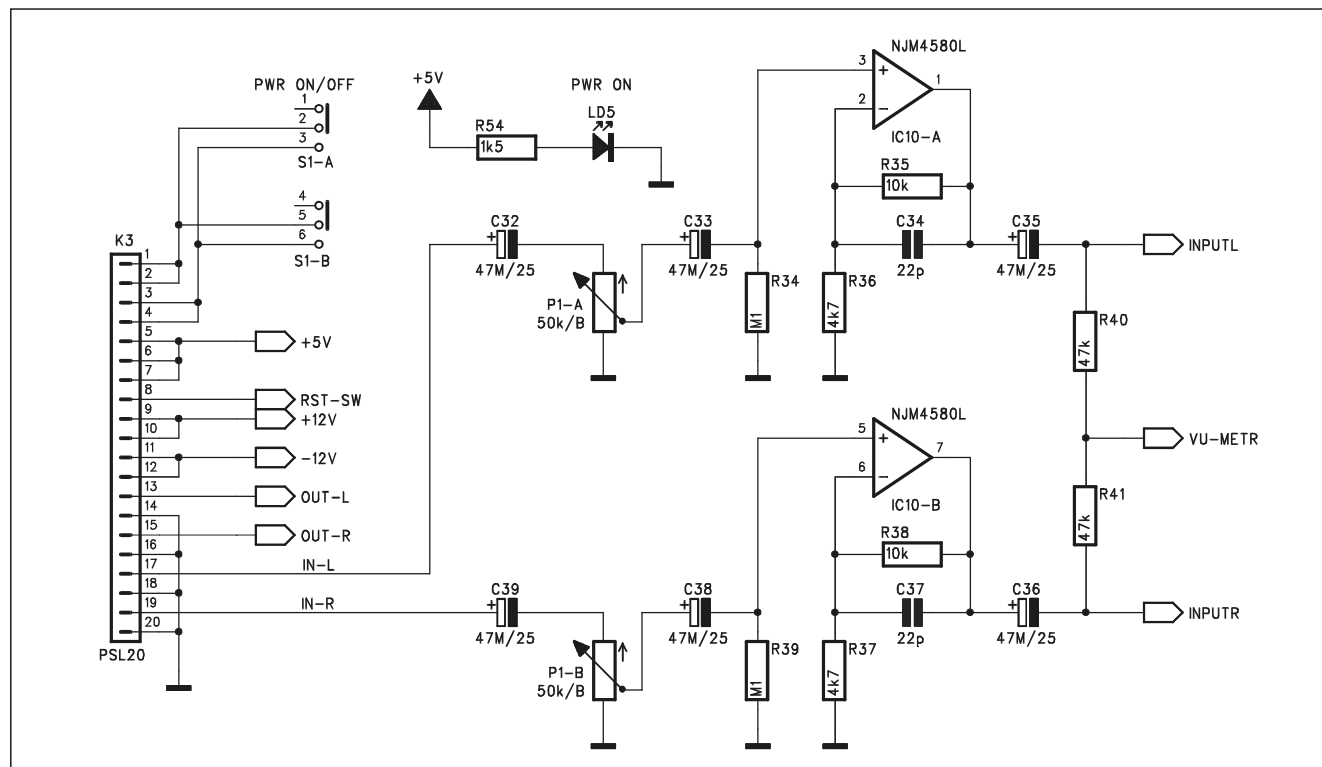 NJM4580L
3
+
1
2
−
IC10-A
PWR ON/OFF
1
2
3
S1-A
4
5
6
S1-B
+5V
R54
1k5
PWR ON
LD5
R35
10k
K3
C32
+
47M/25
C33
+
47M/25
C34
22p
C35
+
47M/25
INPUTL
P1-A
50k/B
R34
M1
R36
4k7
R40
47k
1
2
3
4
5
6
7
8
9
10
11
12
13
14
15
16
17
18
19
20
PSL20
+5V
RST-SW
+12V
-12V
OUT-L
OUT-R
IN-L
IN-R
NJM4580L
5
+
7
6
−
IC10-B
VU-METR
R38
10k
R41
47k
C39
+
47M/25
C38
+
47M/25
C37
22p
C36
+
47M/25
INPUTR
P1-B
50k/B
R39
M1
R37
4k7